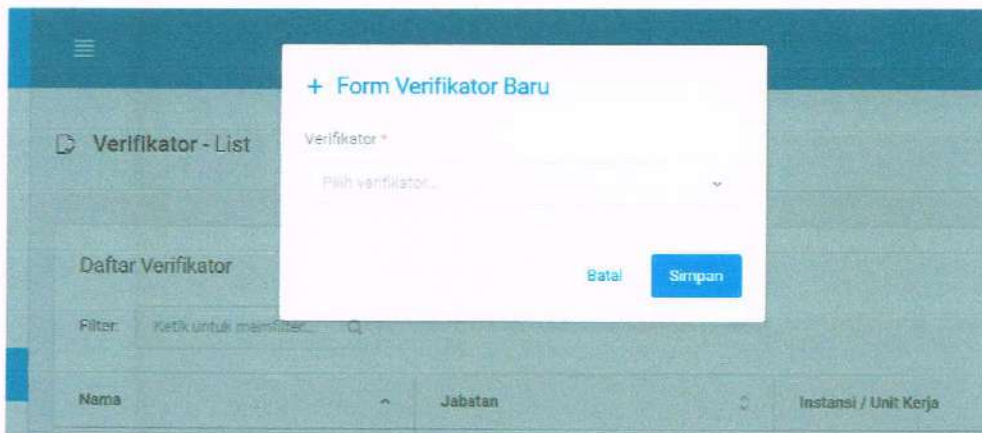 + Form Verifikator Baru
Verifikator - List
Verifikator *
Pilih verifikator...
Daftar Verifikator
Batal Simpan
Filter: Ketik untuk memfilter...
Nama Jabatan Instansi / Unit Kerja